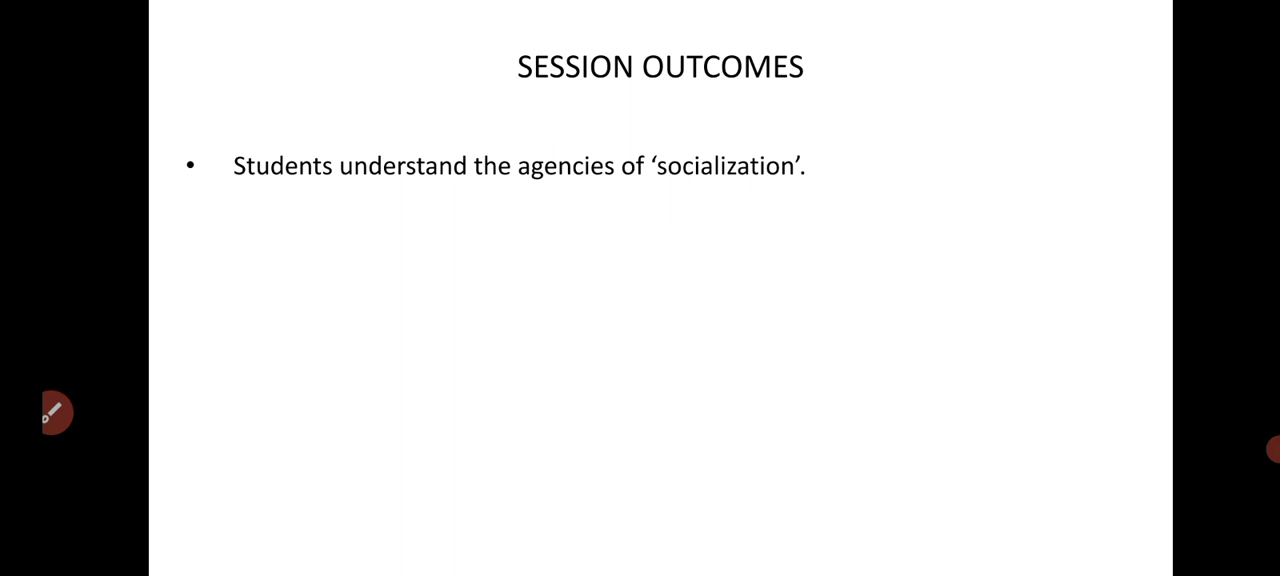 SESSION OUTCOMES
• Students understand the agencies of ‘socialization’.